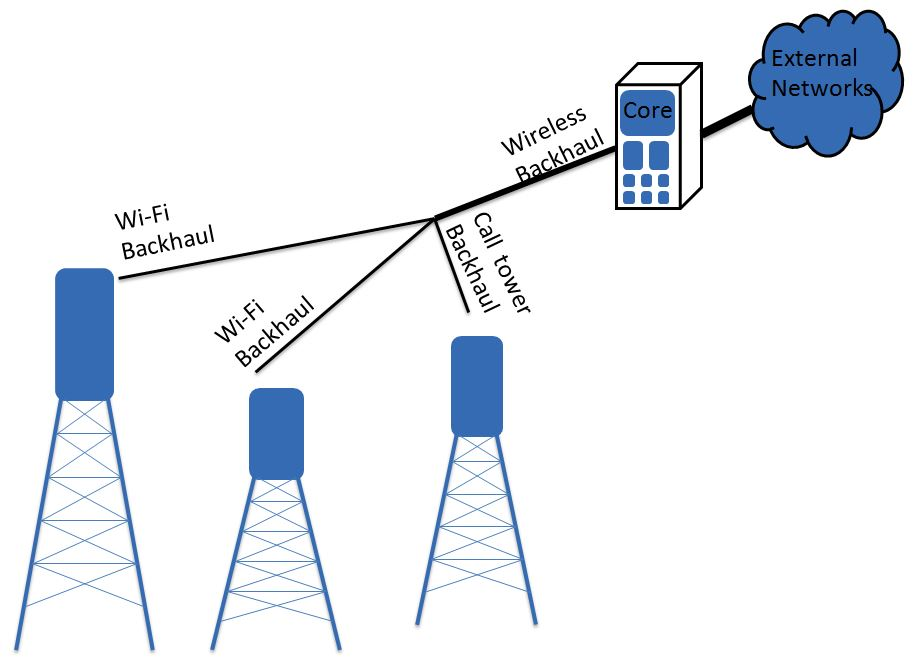 External
Networks
Core
Wireless
Backhaul
Wi-Fi
Backhaul
Call tower
Backhaul
Wi-Fi
Backhaul